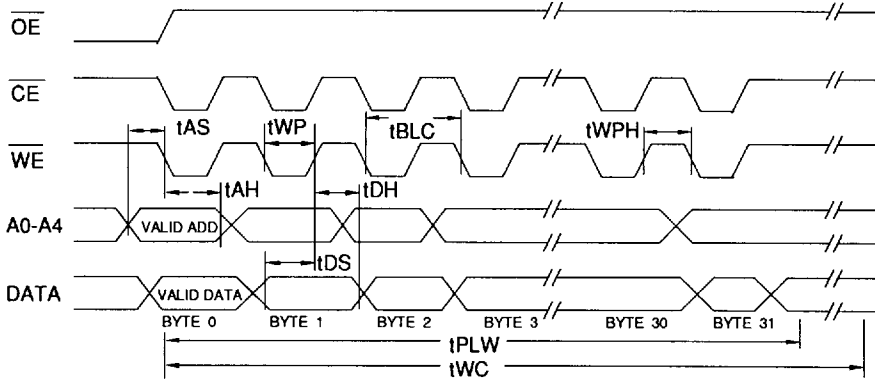 OE
CE
tAS tWP tBLC tWPH
WE
tAH tDH
A0-A4 VALID ADD
tDS
DATA VALID DATA
BYTE 0 BYTE 1 BYTE 2 BYTE 3 BYTE 30 BYTE 31
tPLW
tWC